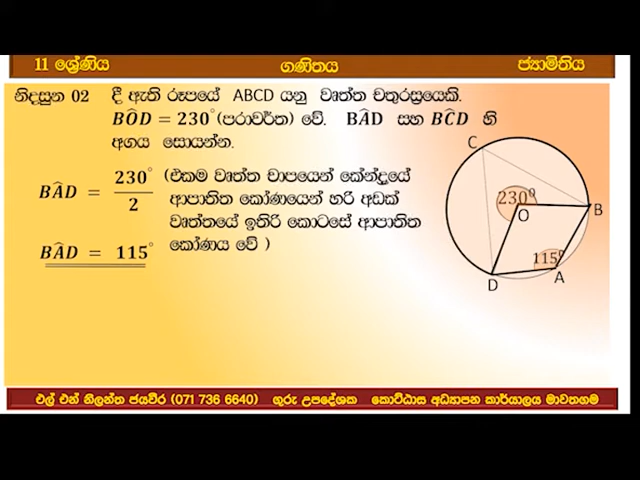 11 ශ්‍රේණිය ගණිතය ජ්‍යාමිතිය
නිදසුන 02 දී ඇති රූපයේ ABCD යනු වෘත්ත චතුරස්‍රයෙකි.
BÔD = 230° (පරාවර්ත) වේ. BÂD සහ BĈD හි
අගය සොයන්න.
BÂD = 230°/2 (එකම වෘත්ත චාපයෙන් කේන්ද්‍රයේ
ආපාතිත කෝණයෙන් හරි අඩක්
වෘත්තයේ ඉතිරි කොටසේ ආපාතිත
BÂD = 115° කෝණය වේ )
C
230°
O
B
115°
A
D
එල් එන් නිලන්ත ජයවීර (071 736 6640) ගුරු උපදේශක කොට්ඨාස අධ්‍යාපන කාර්යාලය මාවතගම